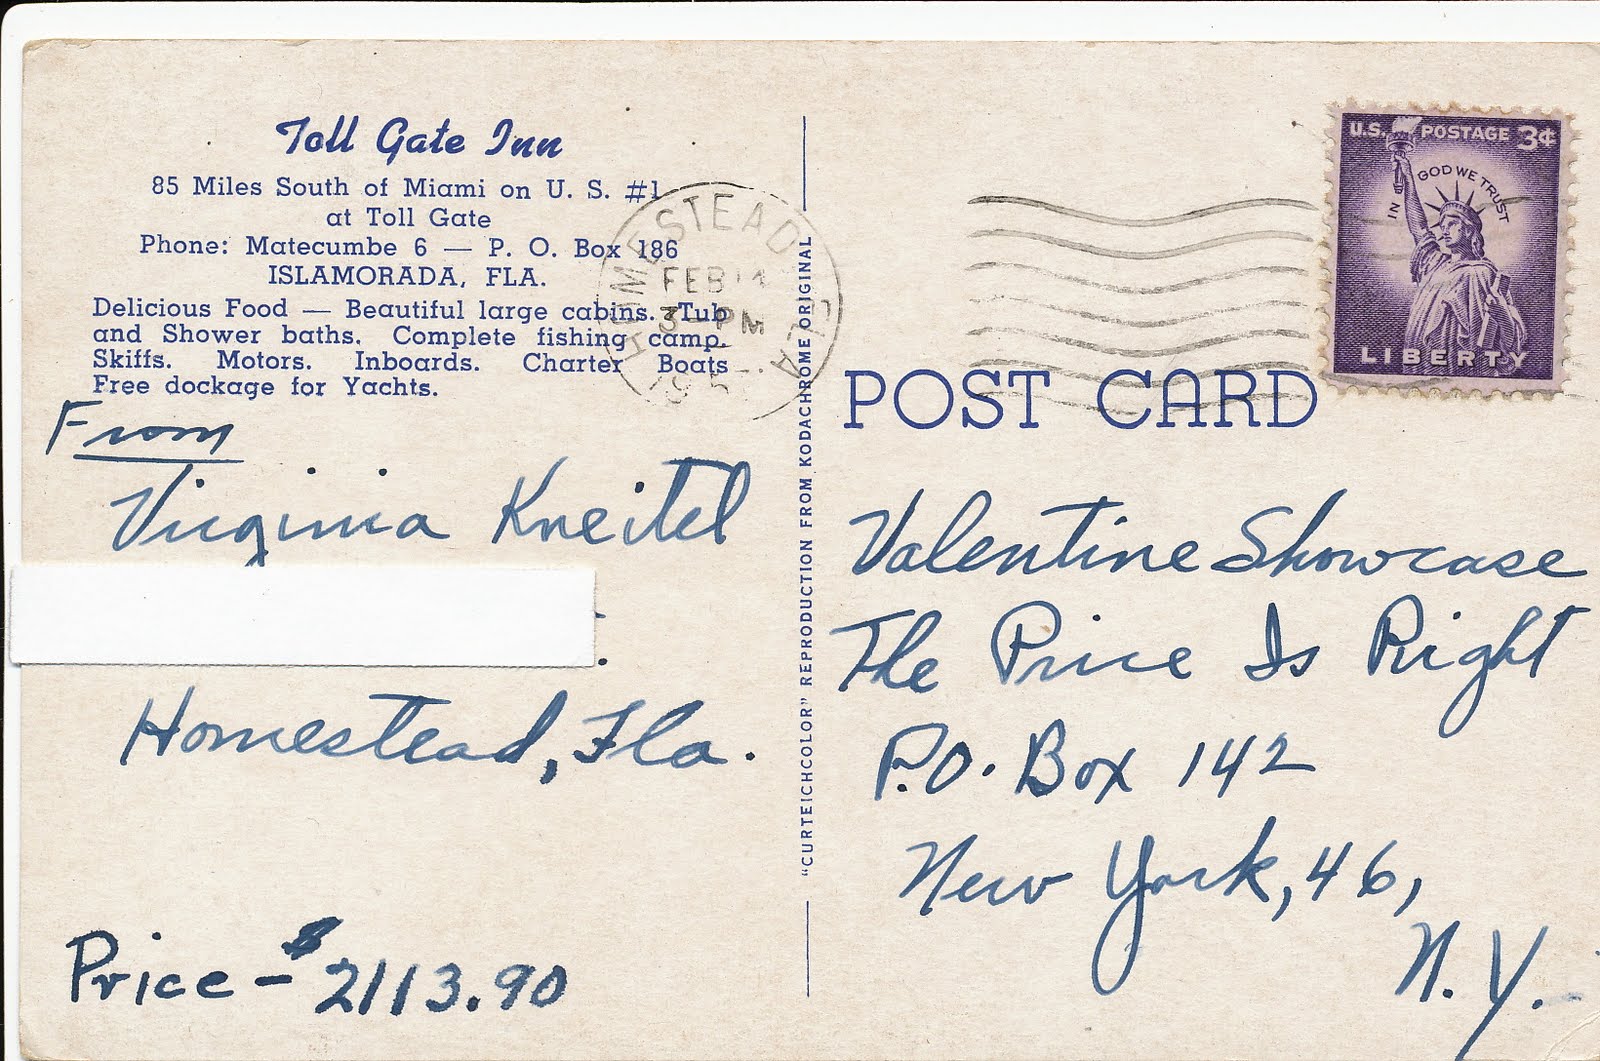 Toll Gate Inn
85 Miles South of Miami on U. S. #1
at Toll Gate
Phone: Matecumbe 6 — P. O. Box 186
ISLAMORADA, FLA.
Delicious Food — Beautiful large cabins. Tub
and Shower baths. Complete fishing camp.
Skiffs. Motors. Inboards. Charter Boats
Free dockage for Yachts.
From
Virginia Kneitel
Homestead, Fla.
Price - $2113.90
HOMESTEAD
FEB
3 - PM
FLA.
"CURTEICHCOLOR" REPRODUCTION FROM KODACHROME ORIGINAL
U.S. POSTAGE 3¢
IN GOD WE TRUST
LIBERTY
POST CARD
Valentine Showcase
The Price Is Right
P.O. Box 142
New York, 46,
N.Y.